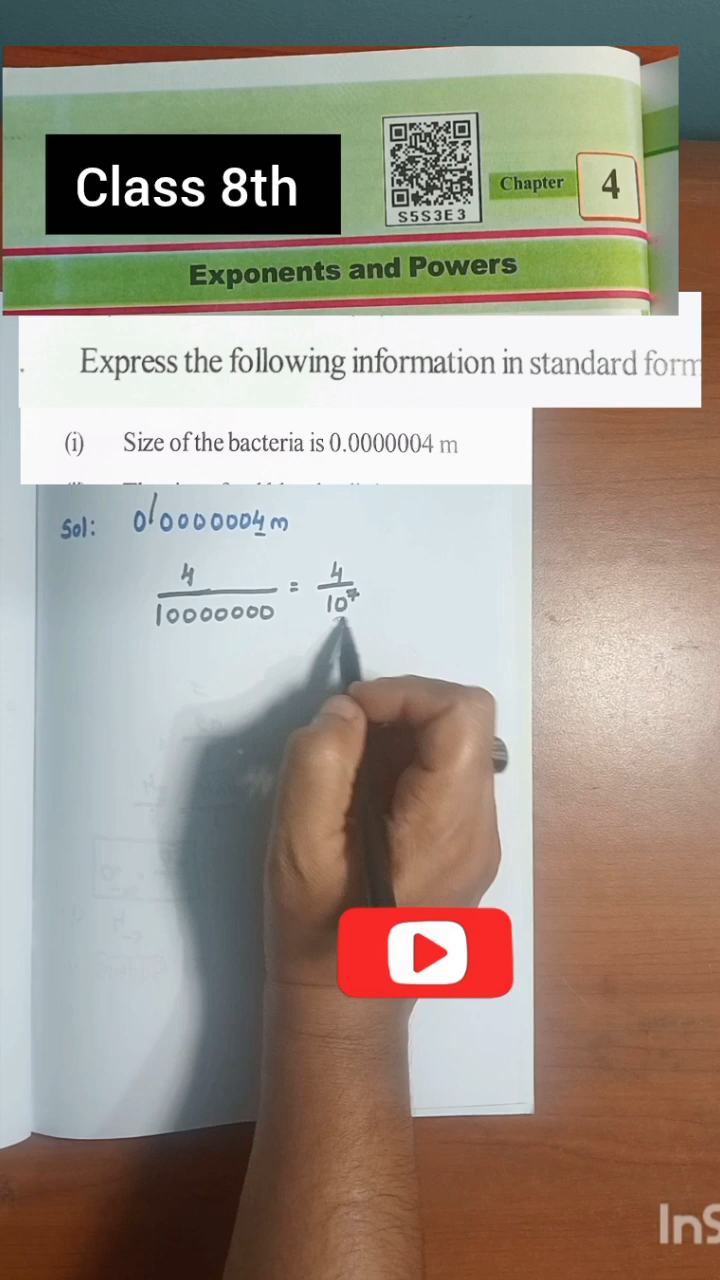 Class 8th
S5S3E3
Chapter 4
Exponents and Powers
Express the following information in standard form
(i) Size of the bacteria is 0.0000004 m
Sol: 0.0000004m
4
10000000
=
4
10⁷
InS